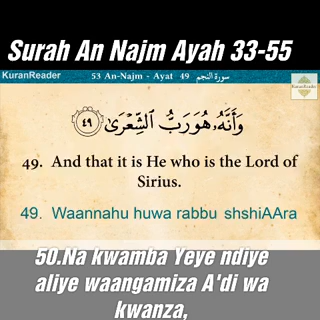 Surah An Najm Ayah 33-55
KuranReader
53 An-Najm - Ayat 49 سورة النجم
KuranReader
وَأَنَّهُۥ هُوَ رَبُّ ٱلشِّعْرَىٰ ٤٩
49. And that it is He who is the Lord of
Sirius.
49. Waannahu huwa rabbu shshiAAra
50.Na kwamba Yeye ndiye
aliye waangamiza A'di wa
kwanza,